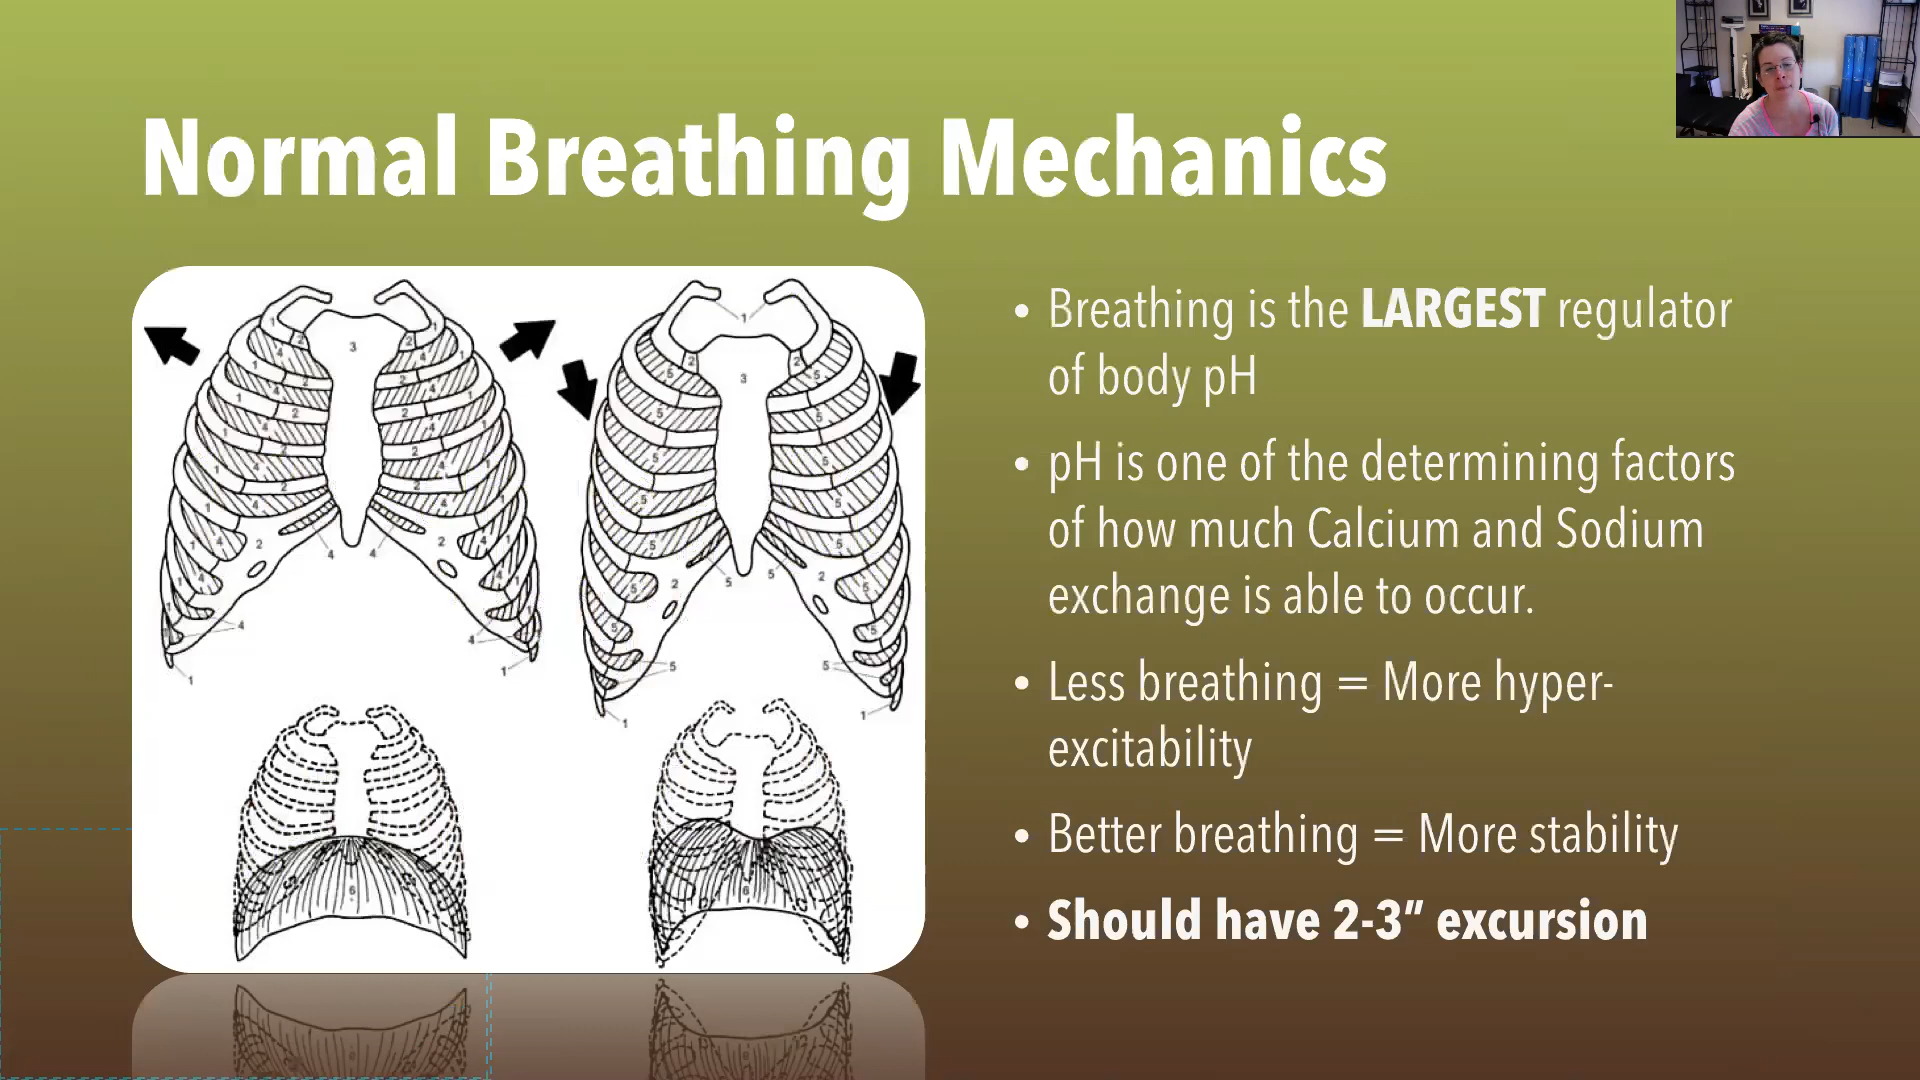 Normal Breathing Mechanics
• Breathing is the LARGEST regulator
of body pH
• pH is one of the determining factors
of how much Calcium and Sodium
exchange is able to occur.
• Less breathing = More hyper-
excitability
• Better breathing = More stability
• Should have 2-3” excursion